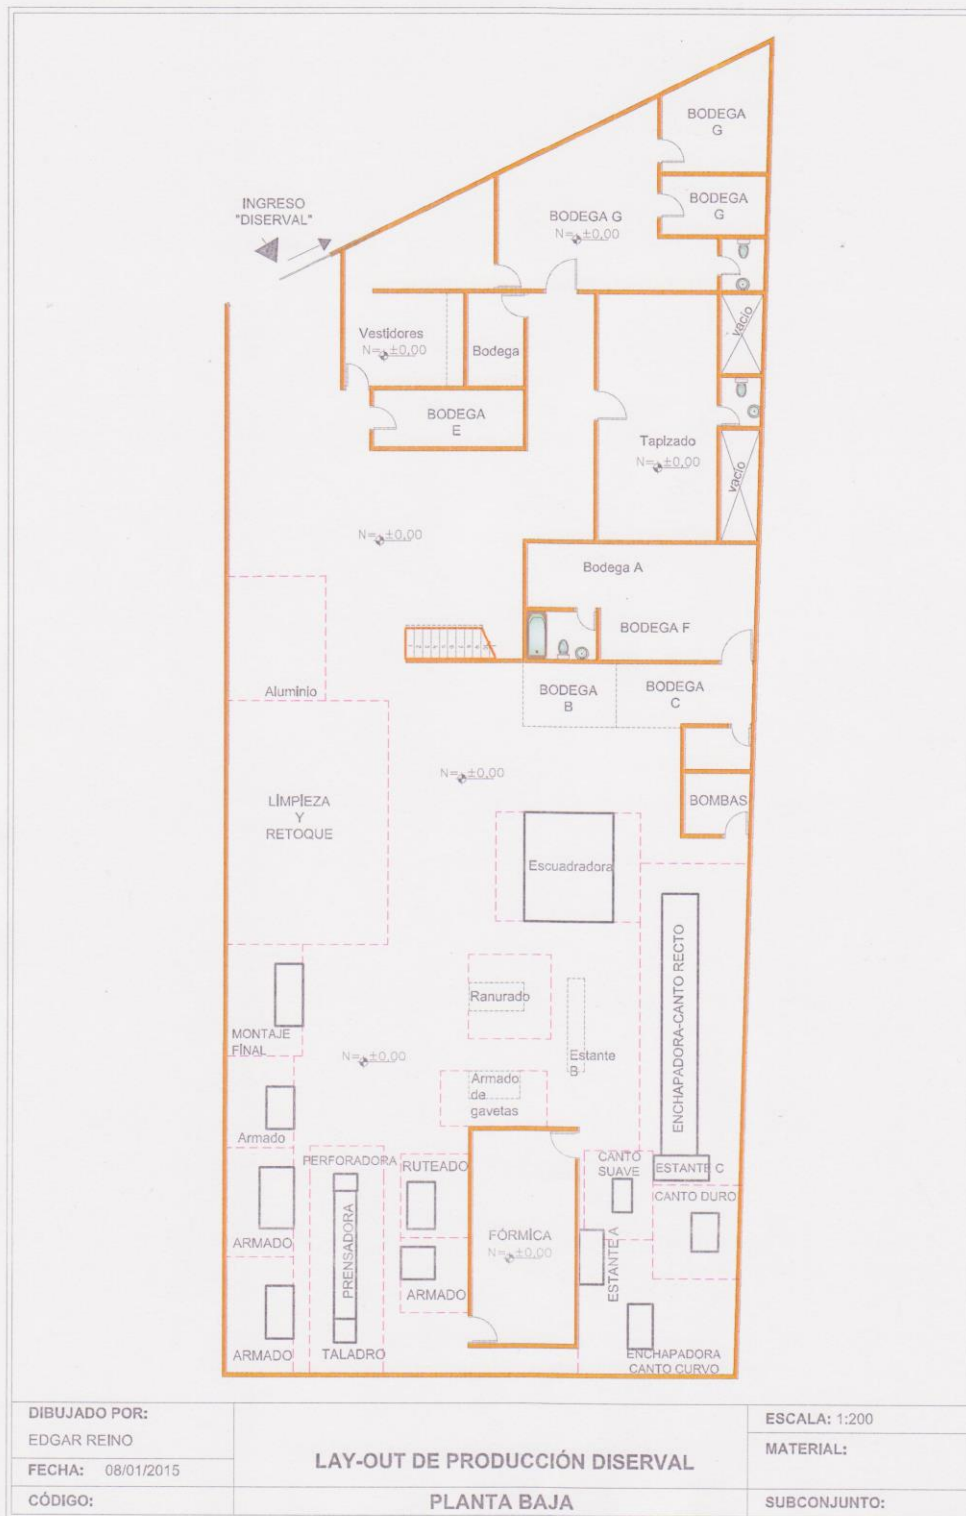 BODEGA
G
BODEGA
G
INGRESO
"DISERVAL"
BODEGA G
N= ±0,00
vacio
Vestidores
N= ±0,00
Bodega
BODEGA
E
Tapizado
N= ±0,00
vacio
N= ±0,00
Bodega A
BODEGA F
Aluminio
BODEGA
B
BODEGA
C
N= ±0,00
LIMPIEZA
Y
RETOQUE
BOMBAS
Escuadradora
ENCHAPADORA-CANTO RECTO
Ranurado
MONTAJE
FINAL
N= ±0,00
Estante
B
Armado
de
gavetas
Armado
PERFORADORA
RUTEADO
CANTO
SUAVE
ESTANTE C
CANTO DURO
ARMADO
PRENSADORA
FÓRMICA
N= ±0,00
ESTANTE A
ARMADO
ARMADO
TALADRO
ENCHAPADORA
CANTO CURVO
DIBUJADO POR:
EDGAR REINO
FECHA: 08/01/2015
CÓDIGO:
LAY-OUT DE PRODUCCIÓN DISERVAL
PLANTA BAJA
ESCALA: 1:200
MATERIAL:
SUBCONJUNTO: